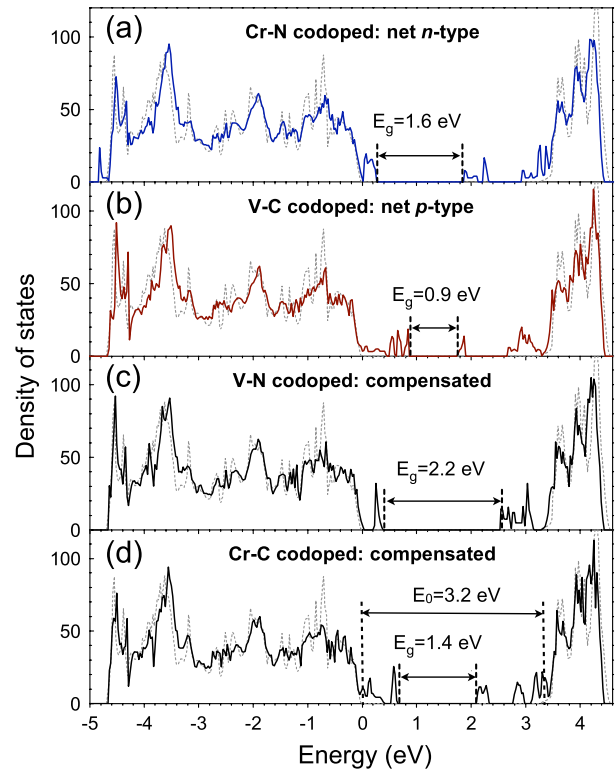 100
(a)
Cr-N codoped: net n-type
50
Eg=1.6 eV
0
100
(b)
V-C codoped: net p-type
50
Eg=0.9 eV
0
100
(c)
V-N codoped: compensated
50
Eg=2.2 eV
0
100
(d)
Cr-C codoped: compensated
E0=3.2 eV
50
Eg=1.4 eV
0
-5 -4 -3 -2 -1 0 1 2 3 4
Energy (eV)
Density of states